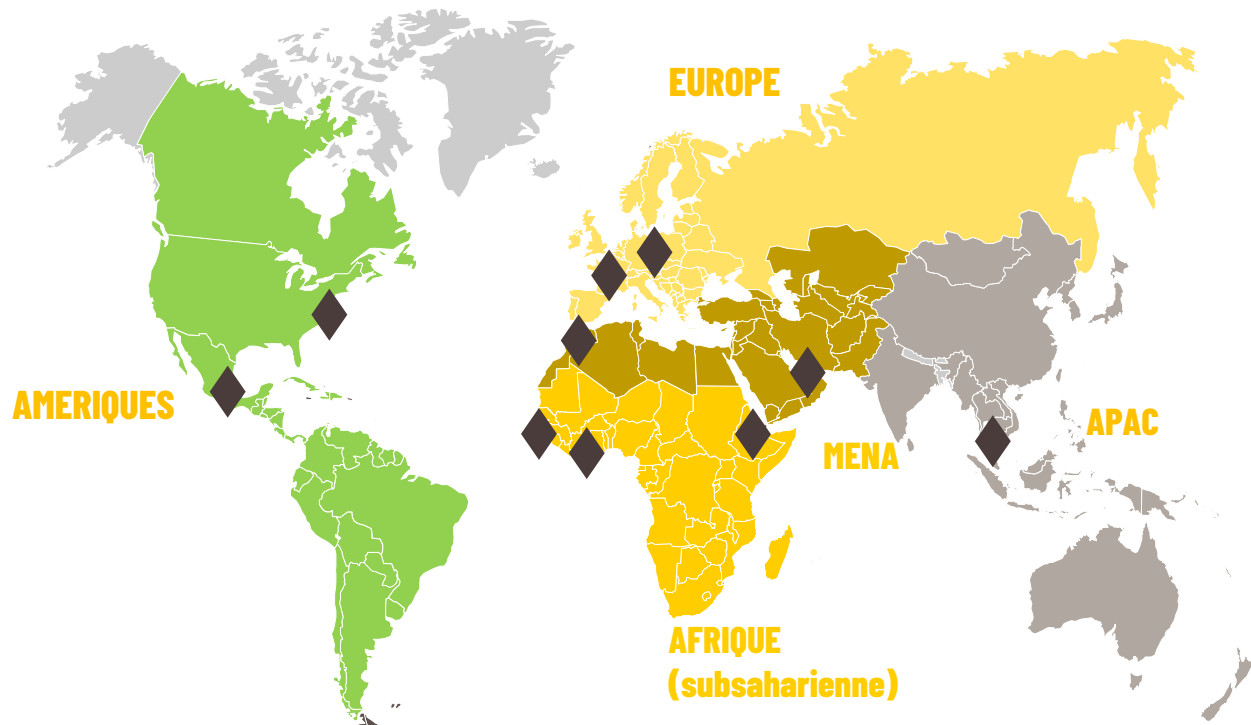 EUROPE
AMERIQUES
APAC
MENA
AFRIQUE
(subsaharienne)